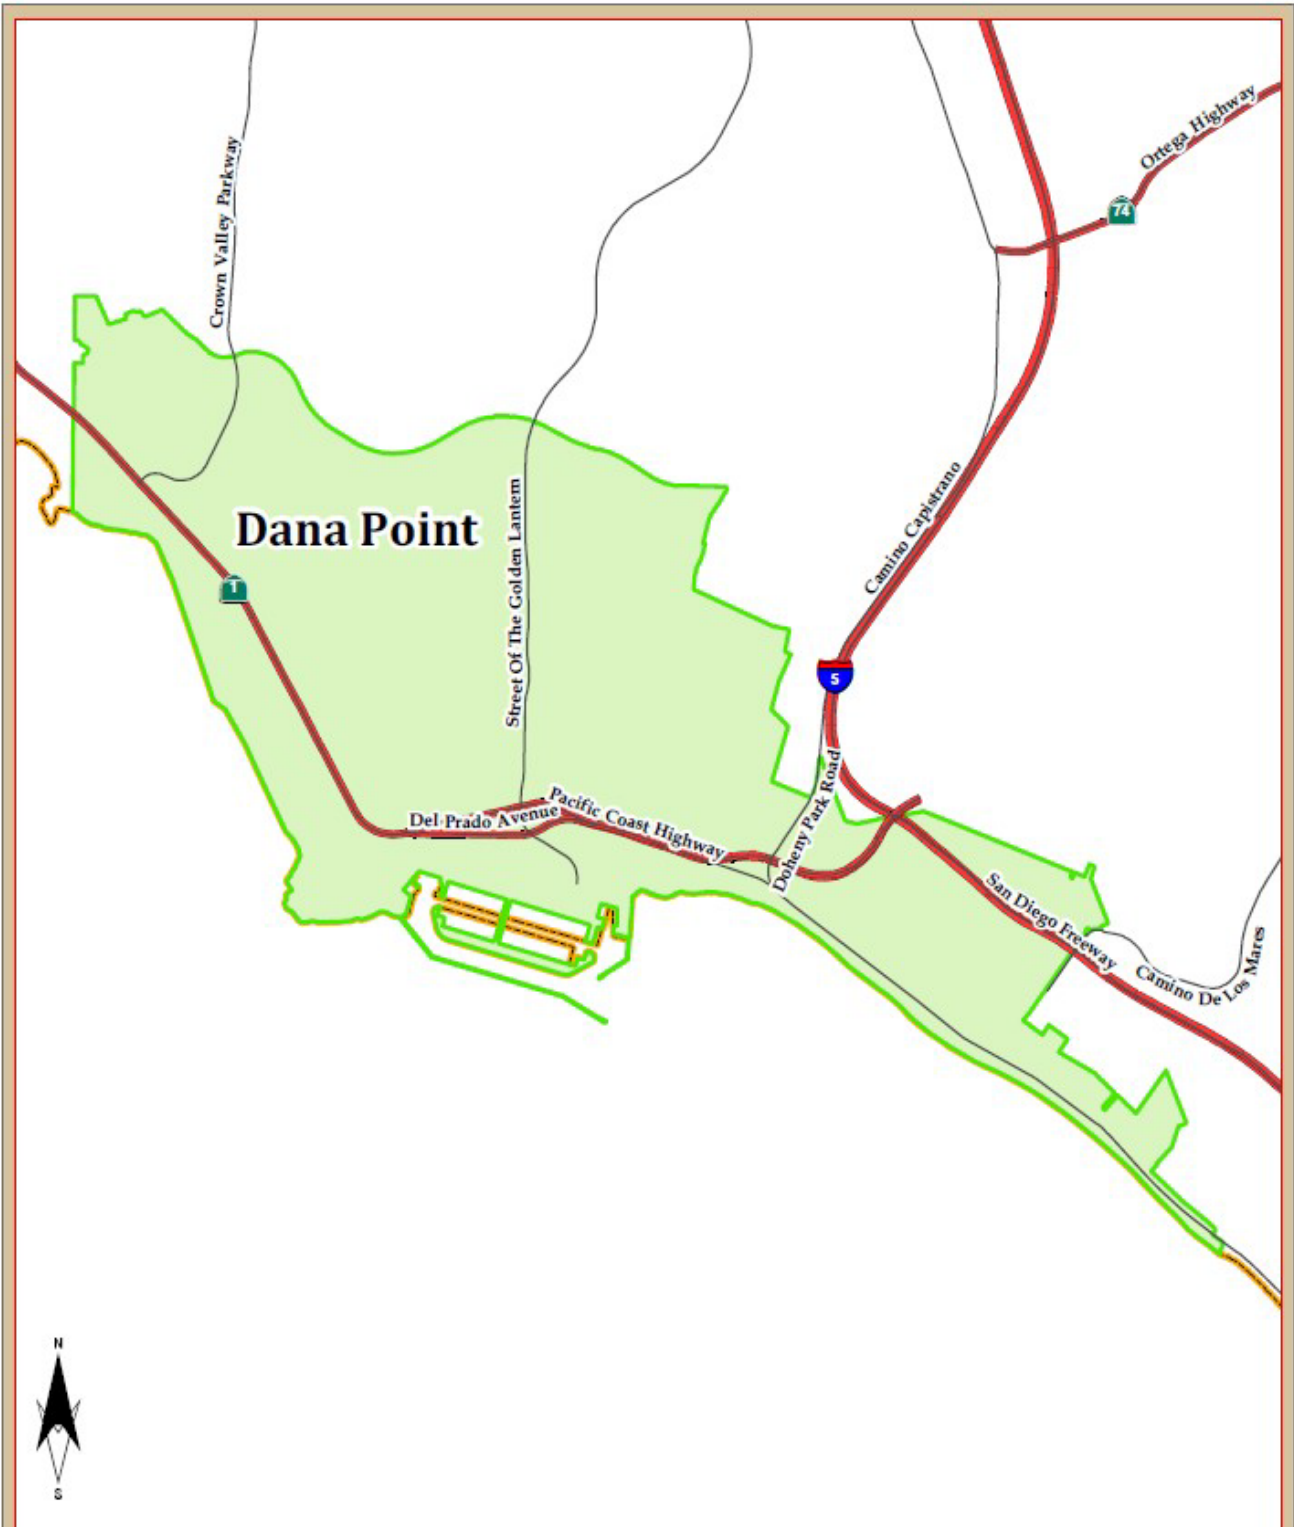 Ortega Highway
74
Crown Valley Parkway
Dana Point
Camino Capistrano
1
Street Of The Golden Lantern
5
Pacific Coast Highway
Del Prado Avenue
Doheny Park Road
San Diego Freeway
Camino De Los Mares
N
S